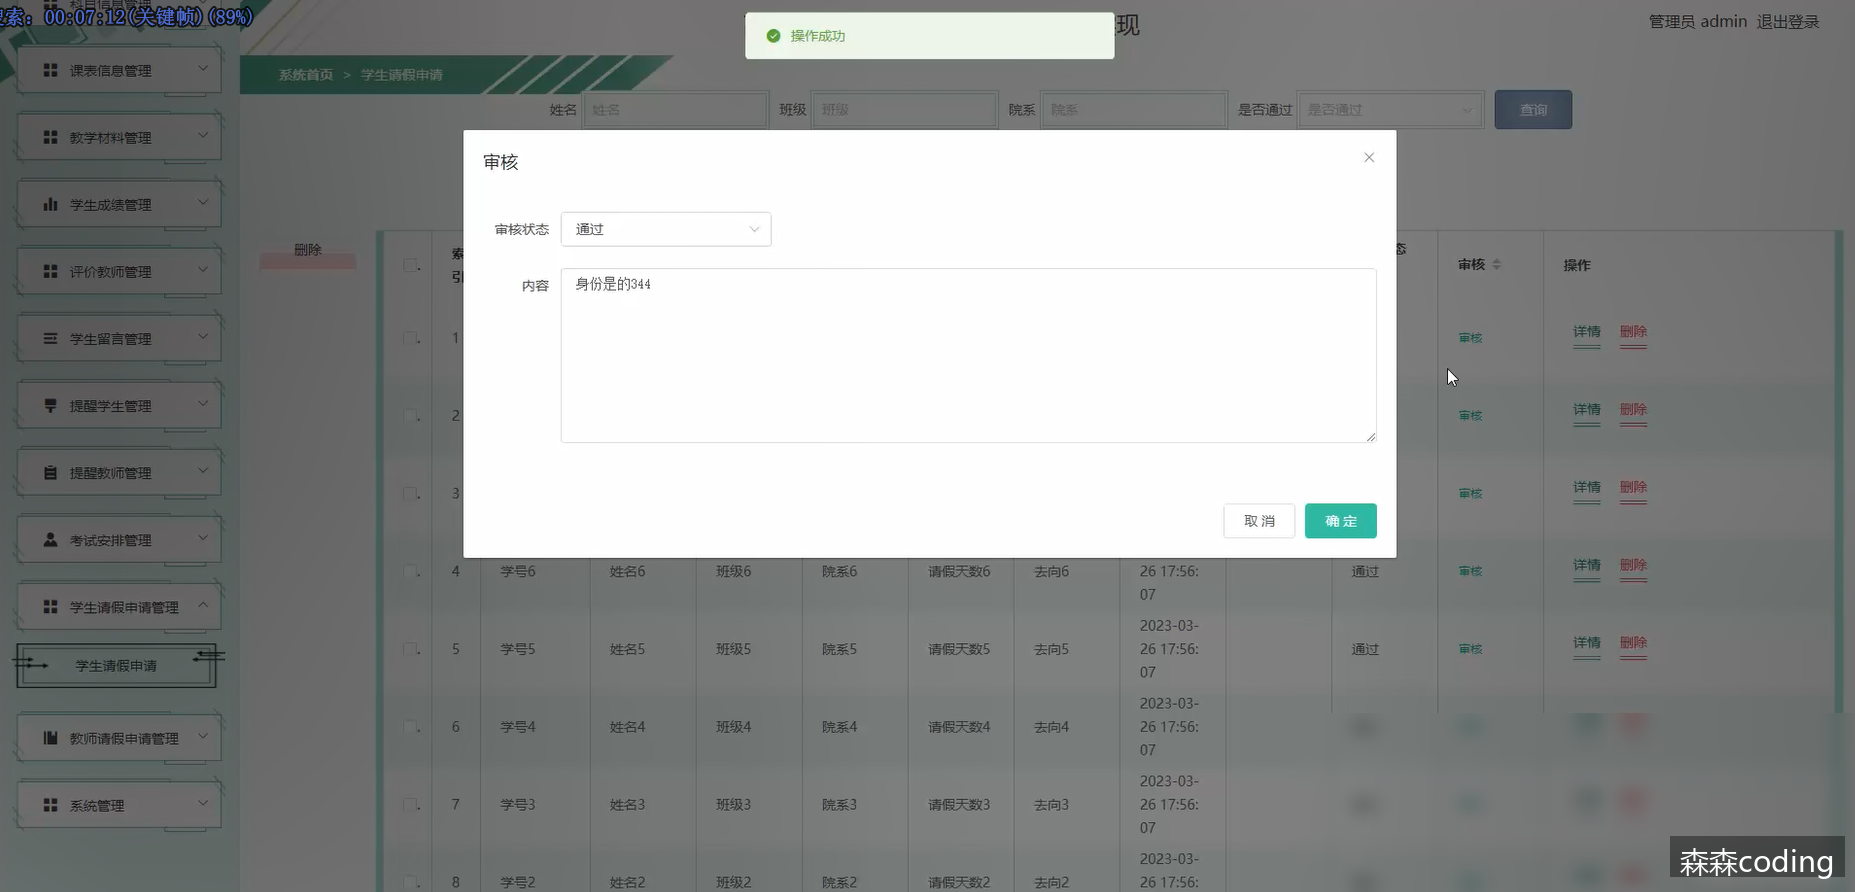 搜索: 00:07:12(关键帧)(89%)
科目信息管理
操作成功
现
管理员 admin 退出登录
课表信息管理
系统首页 > 学生请假申请
教学材料管理
姓名 姓名 班级 班级 院系 院系 是否通过 是否通过 查询
审核
学生成绩管理
审核状态 通过
删除
索引
态
审核
操作
评价教师管理
内容 身份是的344
学生留言管理
1 审核 详情 删除
提醒学生管理
2 审核 详情 删除
提醒教师管理
3 审核 详情 删除
取 消 确 定
考试安排管理
4 学号6 姓名6 班级6 院系6 请假天数6 去向6 26 17:56:
07
通过 审核 详情 删除
学生请假申请管理
学生请假申请
5 学号5 姓名5 班级5 院系5 请假天数5 去向5 2023-03-
26 17:56:
07
通过 审核 详情 删除
教师请假申请管理
6 学号4 姓名4 班级4 院系4 请假天数4 去向4 2023-03-
26 17:56:
07
系统管理
7 学号3 姓名3 班级3 院系3 请假天数3 去向3 2023-03-
26 17:56:
07
8 学号2 姓名2 班级2 院系2 请假天数2 去向2 2023-03-
26 17:56:
森森coding